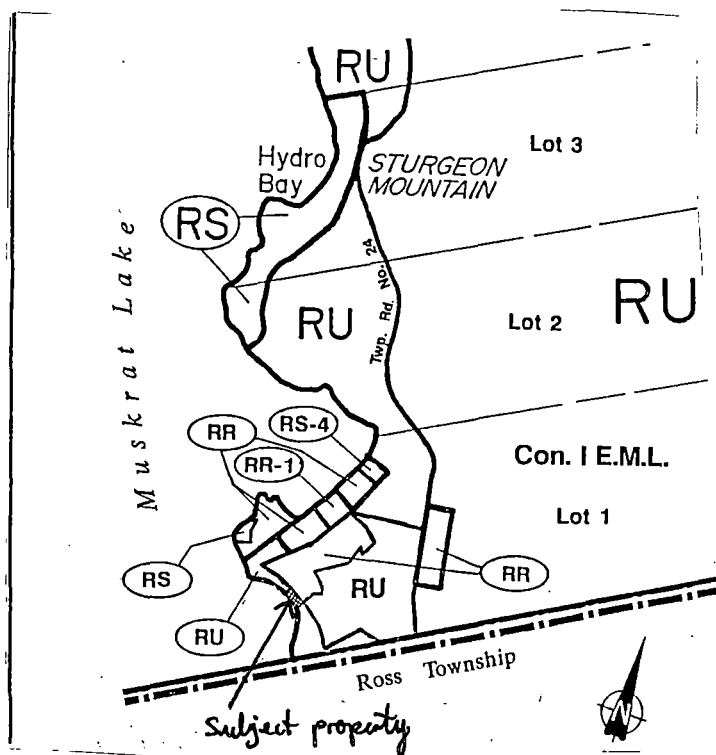 RU
Lot 3
Hydro
Bay
STURGEON
MOUNTAIN
RS
Muskrat Lake
Twp. Rd. No. 24
RU
Lot 2
RU
RS-4
RR
RR-1
Con. I E.M.L.
Lot 1
RS
RR
RU
RU
Ross Township
Subject property
N